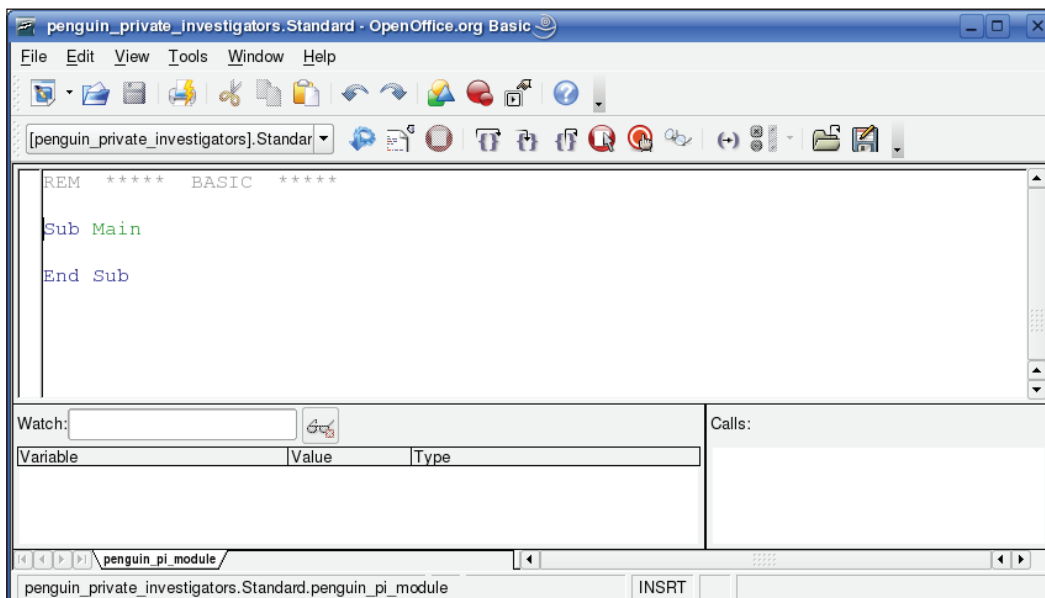 penguin_private_investigators.Standard - OpenOffice.org Basic
File Edit View Tools Window Help
[penguin_private_investigators].Standar
REM ***** BASIC *****
Sub Main
End Sub
Watch:
Calls:
Variable Value Type
penguin_pi_module
penguin_private_investigators.Standard.penguin_pi_module INSRT